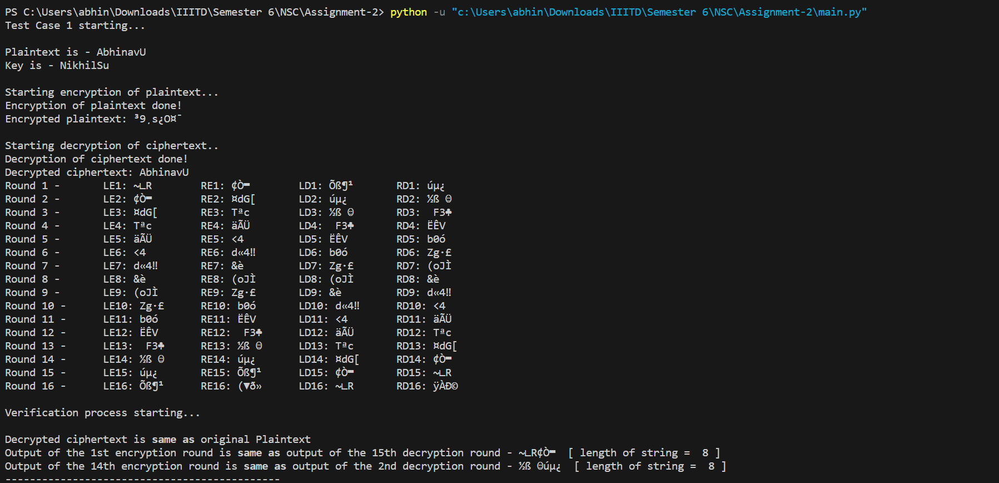 PS C:\Users\abhin\Downloads\IIITD\Semester 6\NSC\Assignment-2> python -u "c:\Users\abhin\Downloads\IIITD\Semester 6\NSC\Assignment-2\main.py"
Test Case 1 starting...
Plaintext is - AbhinavU
Key is - NikhilSu
Starting encryption of plaintext...
Encryption of plaintext done!
Encrypted plaintext: ³9¸s¿O¤¯
Starting decryption of ciphertext..
Decryption of ciphertext done!
Decrypted ciphertext: AbhinavU
Round 1 - LE1: ~∟R RE1: ¢Ò▬ LD1: Õß¶¹ RD1: úµ¿
Round 2 - LE2: ¢Ò▬ RE2: ¤dG[ LD2: úµ¿ RD2: ½ß ☺
Round 3 - LE3: ¤dG[ RE3: Tªc LD3: ½ß ☺ RD3:  F3♣
Round 4 - LE4: Tªc RE4: äÃÜ LD4:  F3♣ RD4: ËÊV
Round 5 - LE5: äÃÜ RE5: <4 LD5: ËÊV RD5: b0ó
Round 6 - LE6: <4 RE6: d«4‼ LD6: b0ó RD6: Zg·£
Round 7 - LE7: d«4‼ RE7: &è LD7: Zg·£ RD7: (oJÌ
Round 8 - LE8: &è RE8: (oJÌ LD8: (oJÌ RD8: &è
Round 9 - LE9: (oJÌ RE9: Zg·£ LD9: &è RD9: d«4‼
Round 10 - LE10: Zg·£ RE10: b0ó LD10: d«4‼ RD10: <4
Round 11 - LE11: b0ó RE11: ËÊV LD11: <4 RD11: äÃÜ
Round 12 - LE12: ËÊV RE12:  F3♣ LD12: äÃÜ RD12: Tªc
Round 13 - LE13:  F3♣ RE13: ½ß ☺ LD13: Tªc RD13: ¤dG[
Round 14 - LE14: ½ß ☺ RE14: úµ¿ LD14: ¤dG[ RD14: ¢Ò▬
Round 15 - LE15: úµ¿ RE15: Õß¶¹ LD15: ¢Ò▬ RD15: ~∟R
Round 16 - LE16: Õß¶¹ RE16: (▼ð» LD16: ~∟R RD16: ÿÀÐ©
Verification process starting...
Decrypted ciphertext is same as original Plaintext
Output of the 1st encryption round is same as output of the 15th decryption round - ~∟R¢Ò▬  [ length of string =  8 ]
Output of the 14th encryption round is same as output of the 2nd decryption round - ½ß ☺úµ¿  [ length of string =  8 ]
---------------------------------------------